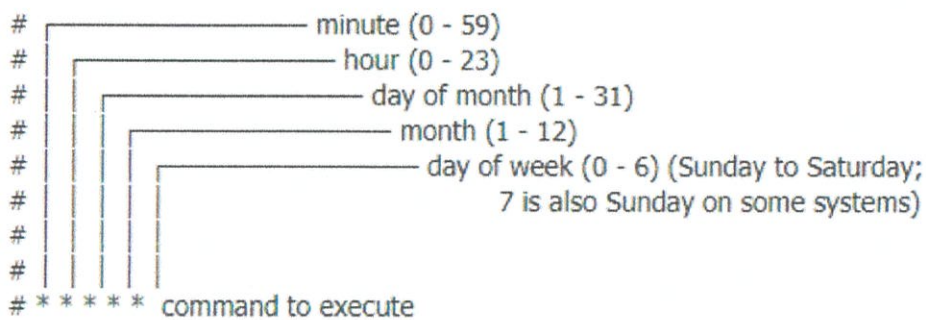 # minute (0 - 59)
# hour (0 - 23)
# day of month (1 - 31)
# month (1 - 12)
# day of week (0 - 6) (Sunday to Saturday;
# 7 is also Sunday on some systems)
#
#
# * * * * * command to execute